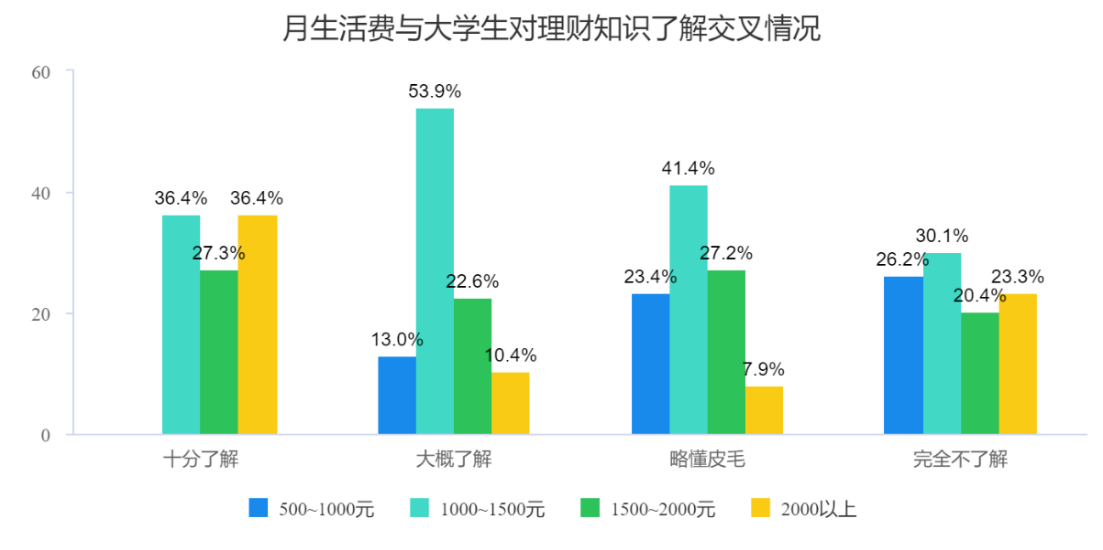 月生活费与大学生对理财知识了解交叉情况
60
40
20
0
36.4%
27.3%
36.4%
13.0%
53.9%
22.6%
10.4%
23.4%
41.4%
27.2%
7.9%
26.2%
30.1%
20.4%
23.3%
十分了解
大概了解
略懂皮毛
完全不了解
500~1000元
1000~1500元
1500~2000元
2000以上